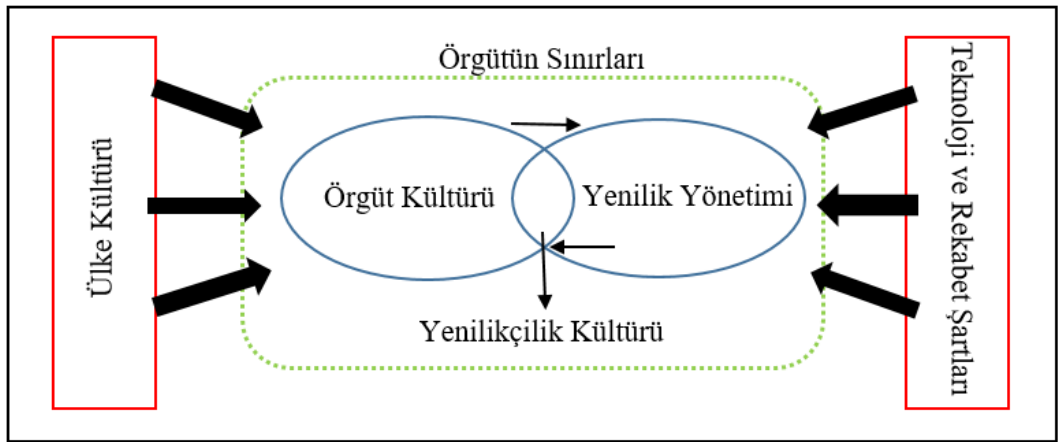 Örgütün Sınırları
Ülke Kültürü
Örgüt Kültürü
Yenilik Yönetimi
Yenilikçilik Kültürü
Teknoloji ve Rekabet Şartları